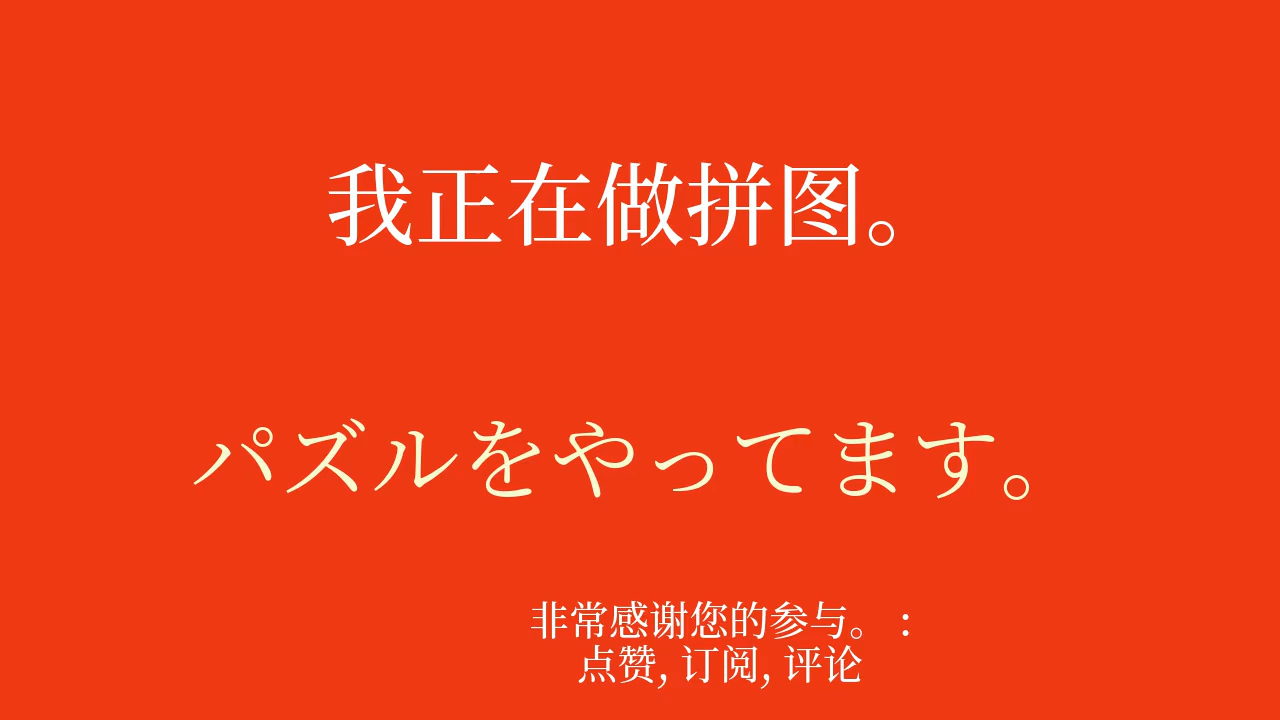 我正在做拼图。
パズルをやってます。
非常感谢您的参与。 :
点赞, 订阅, 评论